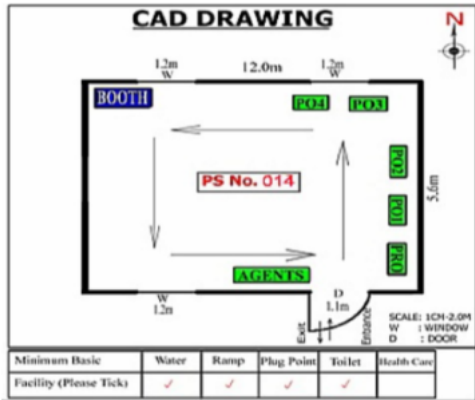 CAD DRAWING
N
1.2m
W
12.0m
1.2m
W
BOOTH
PO4
PO3
PO2
PS No. 014
5.6m
PO1
PRO
AGENTS
W
1.2m
D
1.1m
Exit
Entrance
SCALE: 1CM-2.0M
W : WINDOW
D : DOOR
Minimum Basic Water Ramp Plug Point Toilet Health Care
Facility (Please Tick) ✓ ✓ ✓ ✓